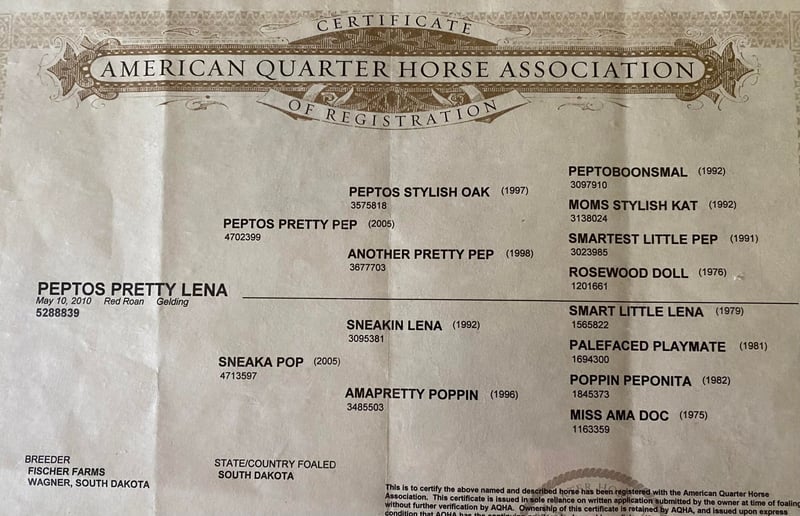 CERTIFICATE
AMERICAN QUARTER HORSE ASSOCIATION
OF REGISTRATION
PEPTOBOONSMAL (1992)
3097910
PEPTOS STYLISH OAK (1997)
3575818
MOMS STYLISH KAT (1992)
3138024
PEPTOS PRETTY PEP (2005)
4702399
SMARTEST LITTLE PEP (1991)
3023985
ANOTHER PRETTY PEP (1998)
3677703
ROSEWOOD DOLL (1976)
1201661
PEPTOS PRETTY LENA
May 10, 2010 Red Roan Gelding
5288839
SMART LITTLE LENA (1979)
1565822
SNEAKIN LENA (1992)
3095381
PALEFACED PLAYMATE (1981)
1694300
SNEAKA POP (2005)
4713597
POPPIN PEPONITA (1982)
1845373
AMAPRETTY POPPIN (1996)
3485503
MISS AMA DOC (1975)
1163359
BREEDER
FISCHER FARMS
WAGNER, SOUTH DAKOTA
STATE/COUNTRY FOALED
SOUTH DAKOTA
This is to certify the above named and described horse has been registered with the American Quarter Horse
Association. This certificate is issued in sole reliance on written application submitted by the owner at time of foaling
without further verification by AQHA. Ownership of this certificate is retained by AQHA, and issued upon express
condition that AQHA has the